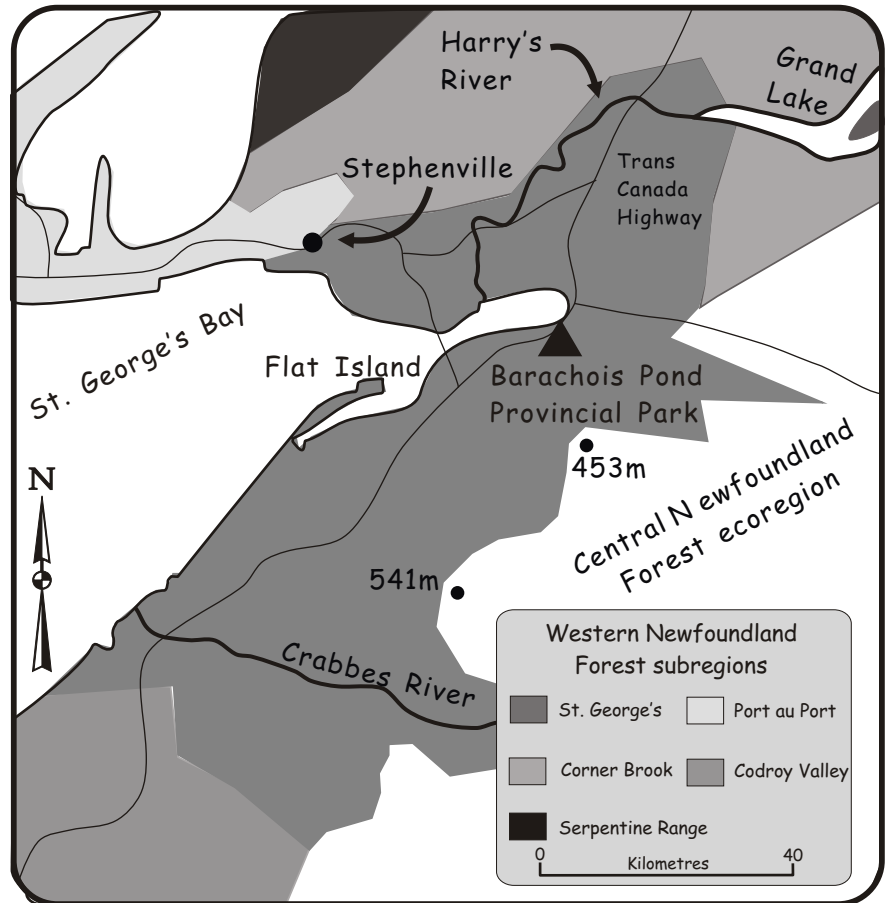 Harry's
River
Grand
Lake
Stephenville
Trans
Canada
Highway
St. George's Bay
Flat Island
Barachois Pond
Provincial Park
453m
Central N ewfoundland
Forest ecoregion
N
541m
Crabbes River
Western Newfoundland
Forest subregions
St. George's
Port au Port
Corner Brook
Codroy Valley
Serpentine Range
0
40
Kilometres